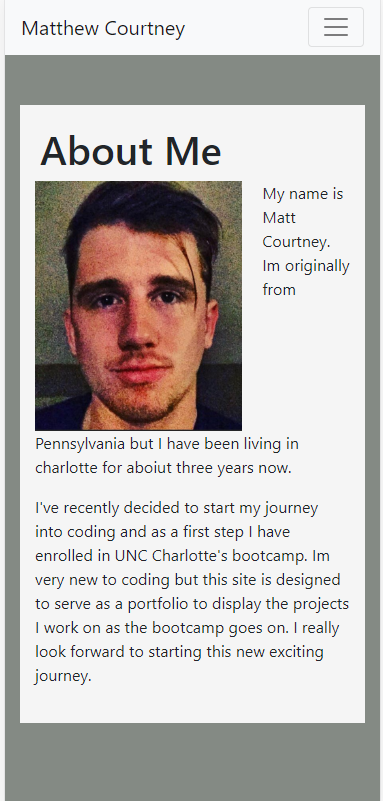 Matthew Courtney
About Me
My name is
Matt
Courtney.
Im originally
from
Pennsylvania but I have been living in
charlotte for aboiut three years now.
I've recently decided to start my journey
into coding and as a first step I have
enrolled in UNC Charlotte's bootcamp. Im
very new to coding but this site is designed
to serve as a portfolio to display the projects
I work on as the bootcamp goes on. I really
look forward to starting this new exciting
journey.